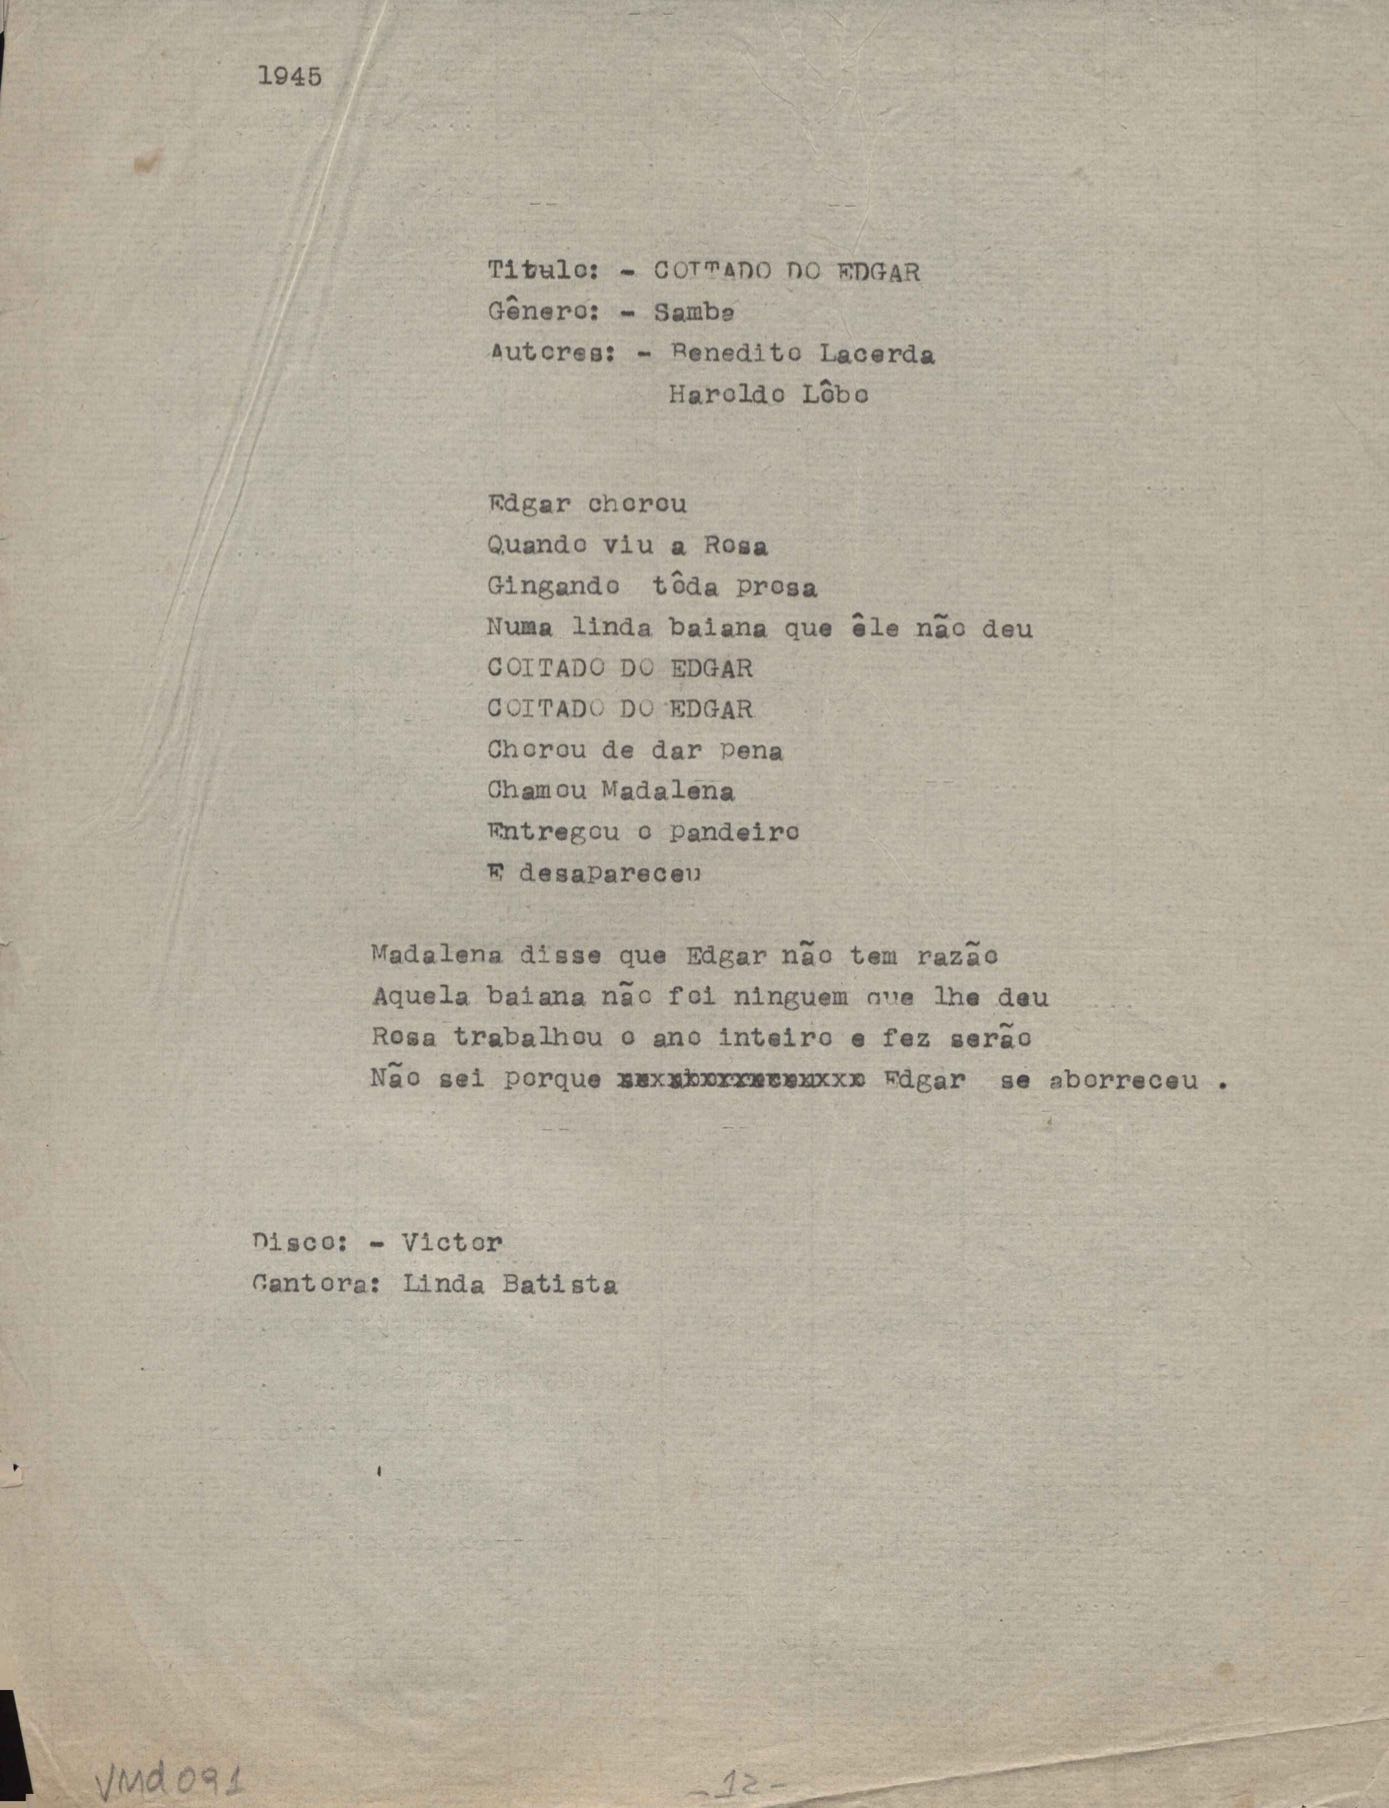 1945
Titulo: - COITADO DO EDGAR
Gênero: - Samba
Autores: - Benedito Lacerda
Haroldo Lôbo
Edgar chorou
Quando viu a Rosa
Gingando tôda prosa
Numa linda baiana que êle não deu
COITADO DO EDGAR
COITADO DO EDGAR
Chorou de dar pena
Chamou Madalena
Entregou o pandeiro
E desapareceu
Madalena disse que Edgar não tem razão
Aquela baiana não foi ninguem que lhe deu
Rosa trabalhou o ano inteiro e fez serão
Não sei porque Edgar se aborreceu .
Disco: - Victor
Cantora: Linda Batista
VMd091
-12-